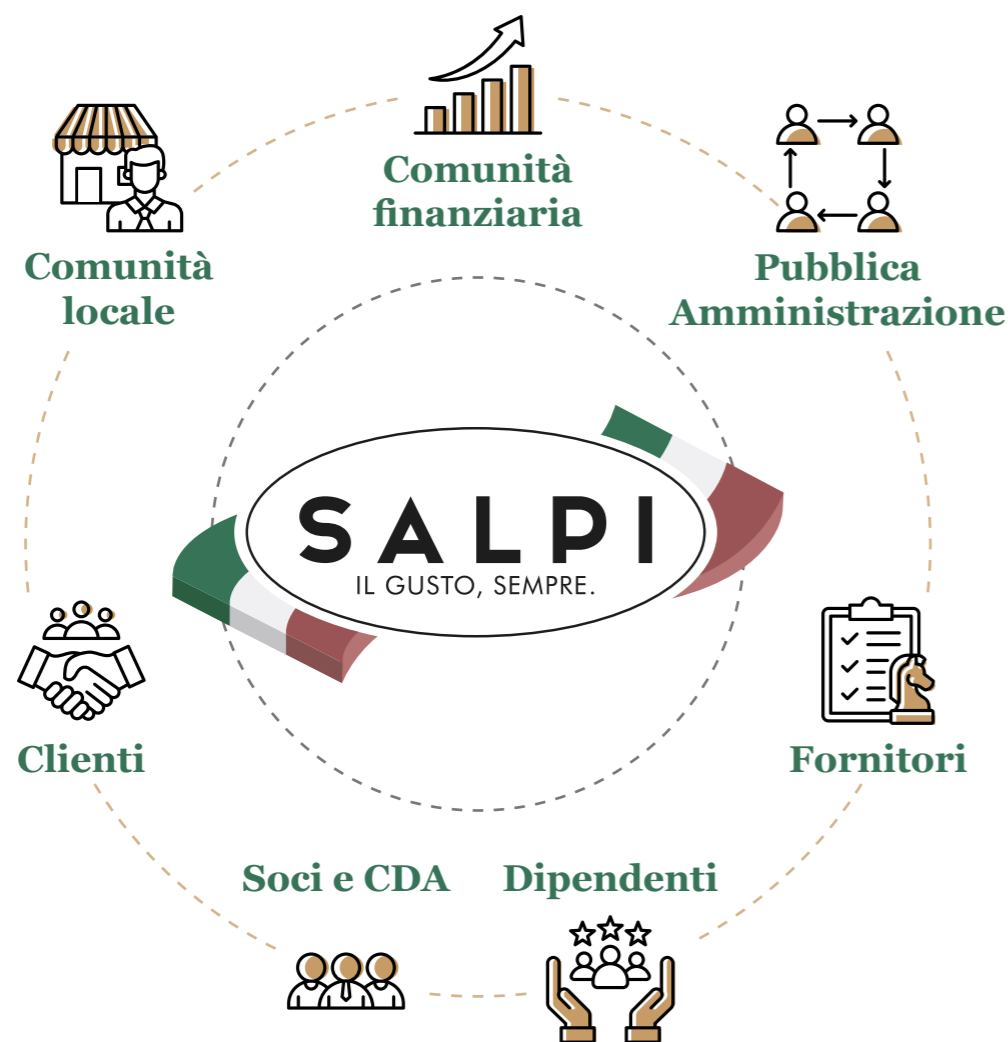 Comunità
finanziaria
Comunità
locale
Pubblica
Amministrazione
SALPI
IL GUSTO, SEMPRE.
Clienti
Fornitori
Soci e CDA
Dipendenti